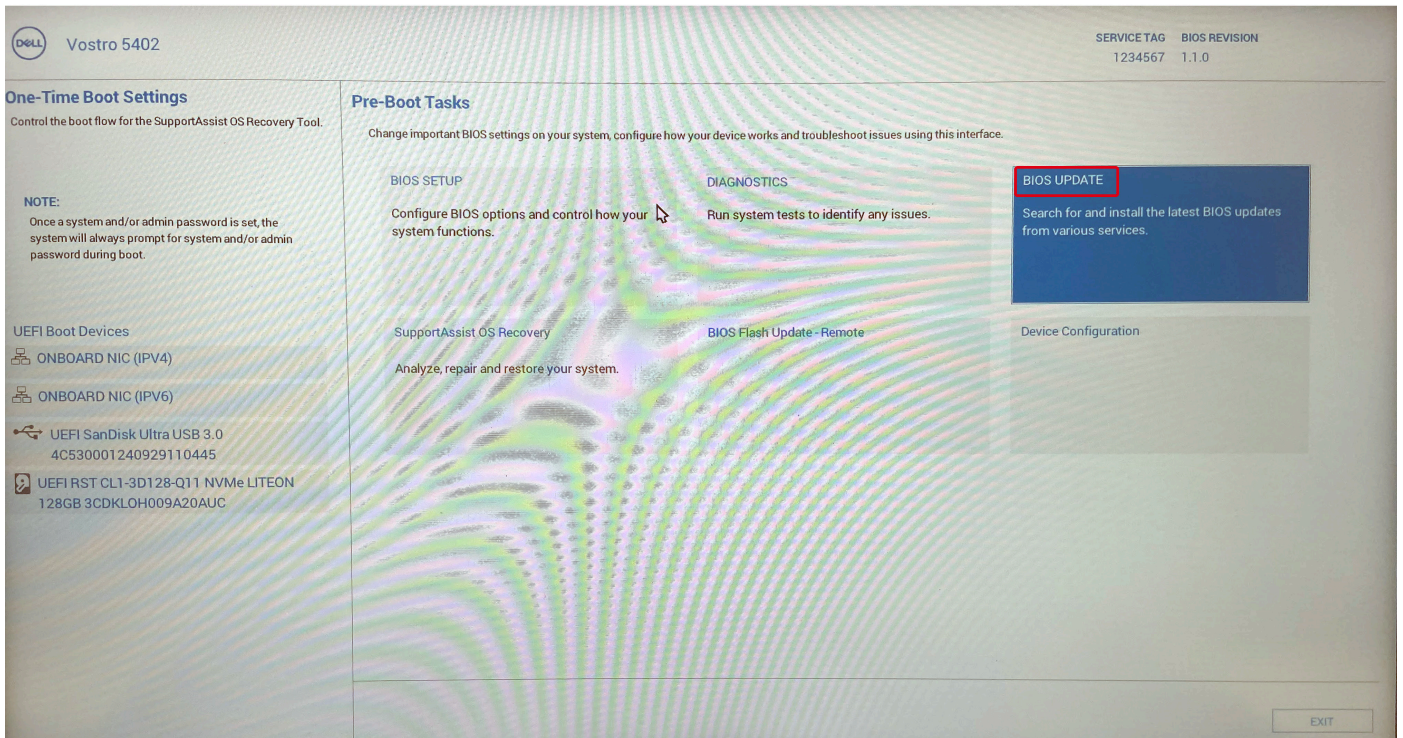 DELL
Vostro 5402
SERVICE TAG BIOS REVISION
1234567 1.1.0
One-Time Boot Settings
Control the boot flow for the SupportAssist OS Recovery Tool.
NOTE:
Once a system and/or admin password is set, the
system will always prompt for system and/or admin
password during boot.
UEFI Boot Devices
ONBOARD NIC (IPV4)
ONBOARD NIC (IPV6)
UEFI SanDisk Ultra USB 3.0
4C530001240929110445
UEFI RST CL1-3D128-Q11 NVMe LITEON
128GB 3CDKLOH009A20AUC
Pre-Boot Tasks
Change important BIOS settings on your system, configure how your device works and troubleshoot issues using this interface.
BIOS SETUP
Configure BIOS options and control how your
system functions.
DIAGNOSTICS
Run system tests to identify any issues.
BIOS UPDATE
Search for and install the latest BIOS updates
from various services.
SupportAssist OS Recovery
Analyze, repair and restore your system.
BIOS Flash Update - Remote
Device Configuration
EXIT